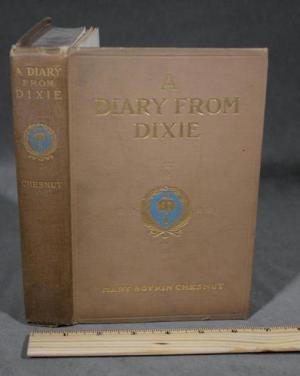 A DIARY
FROM
DIXIE
CHESNUT
A
DIARY FROM
DIXIE
MARY BOYKIN CHESNUT